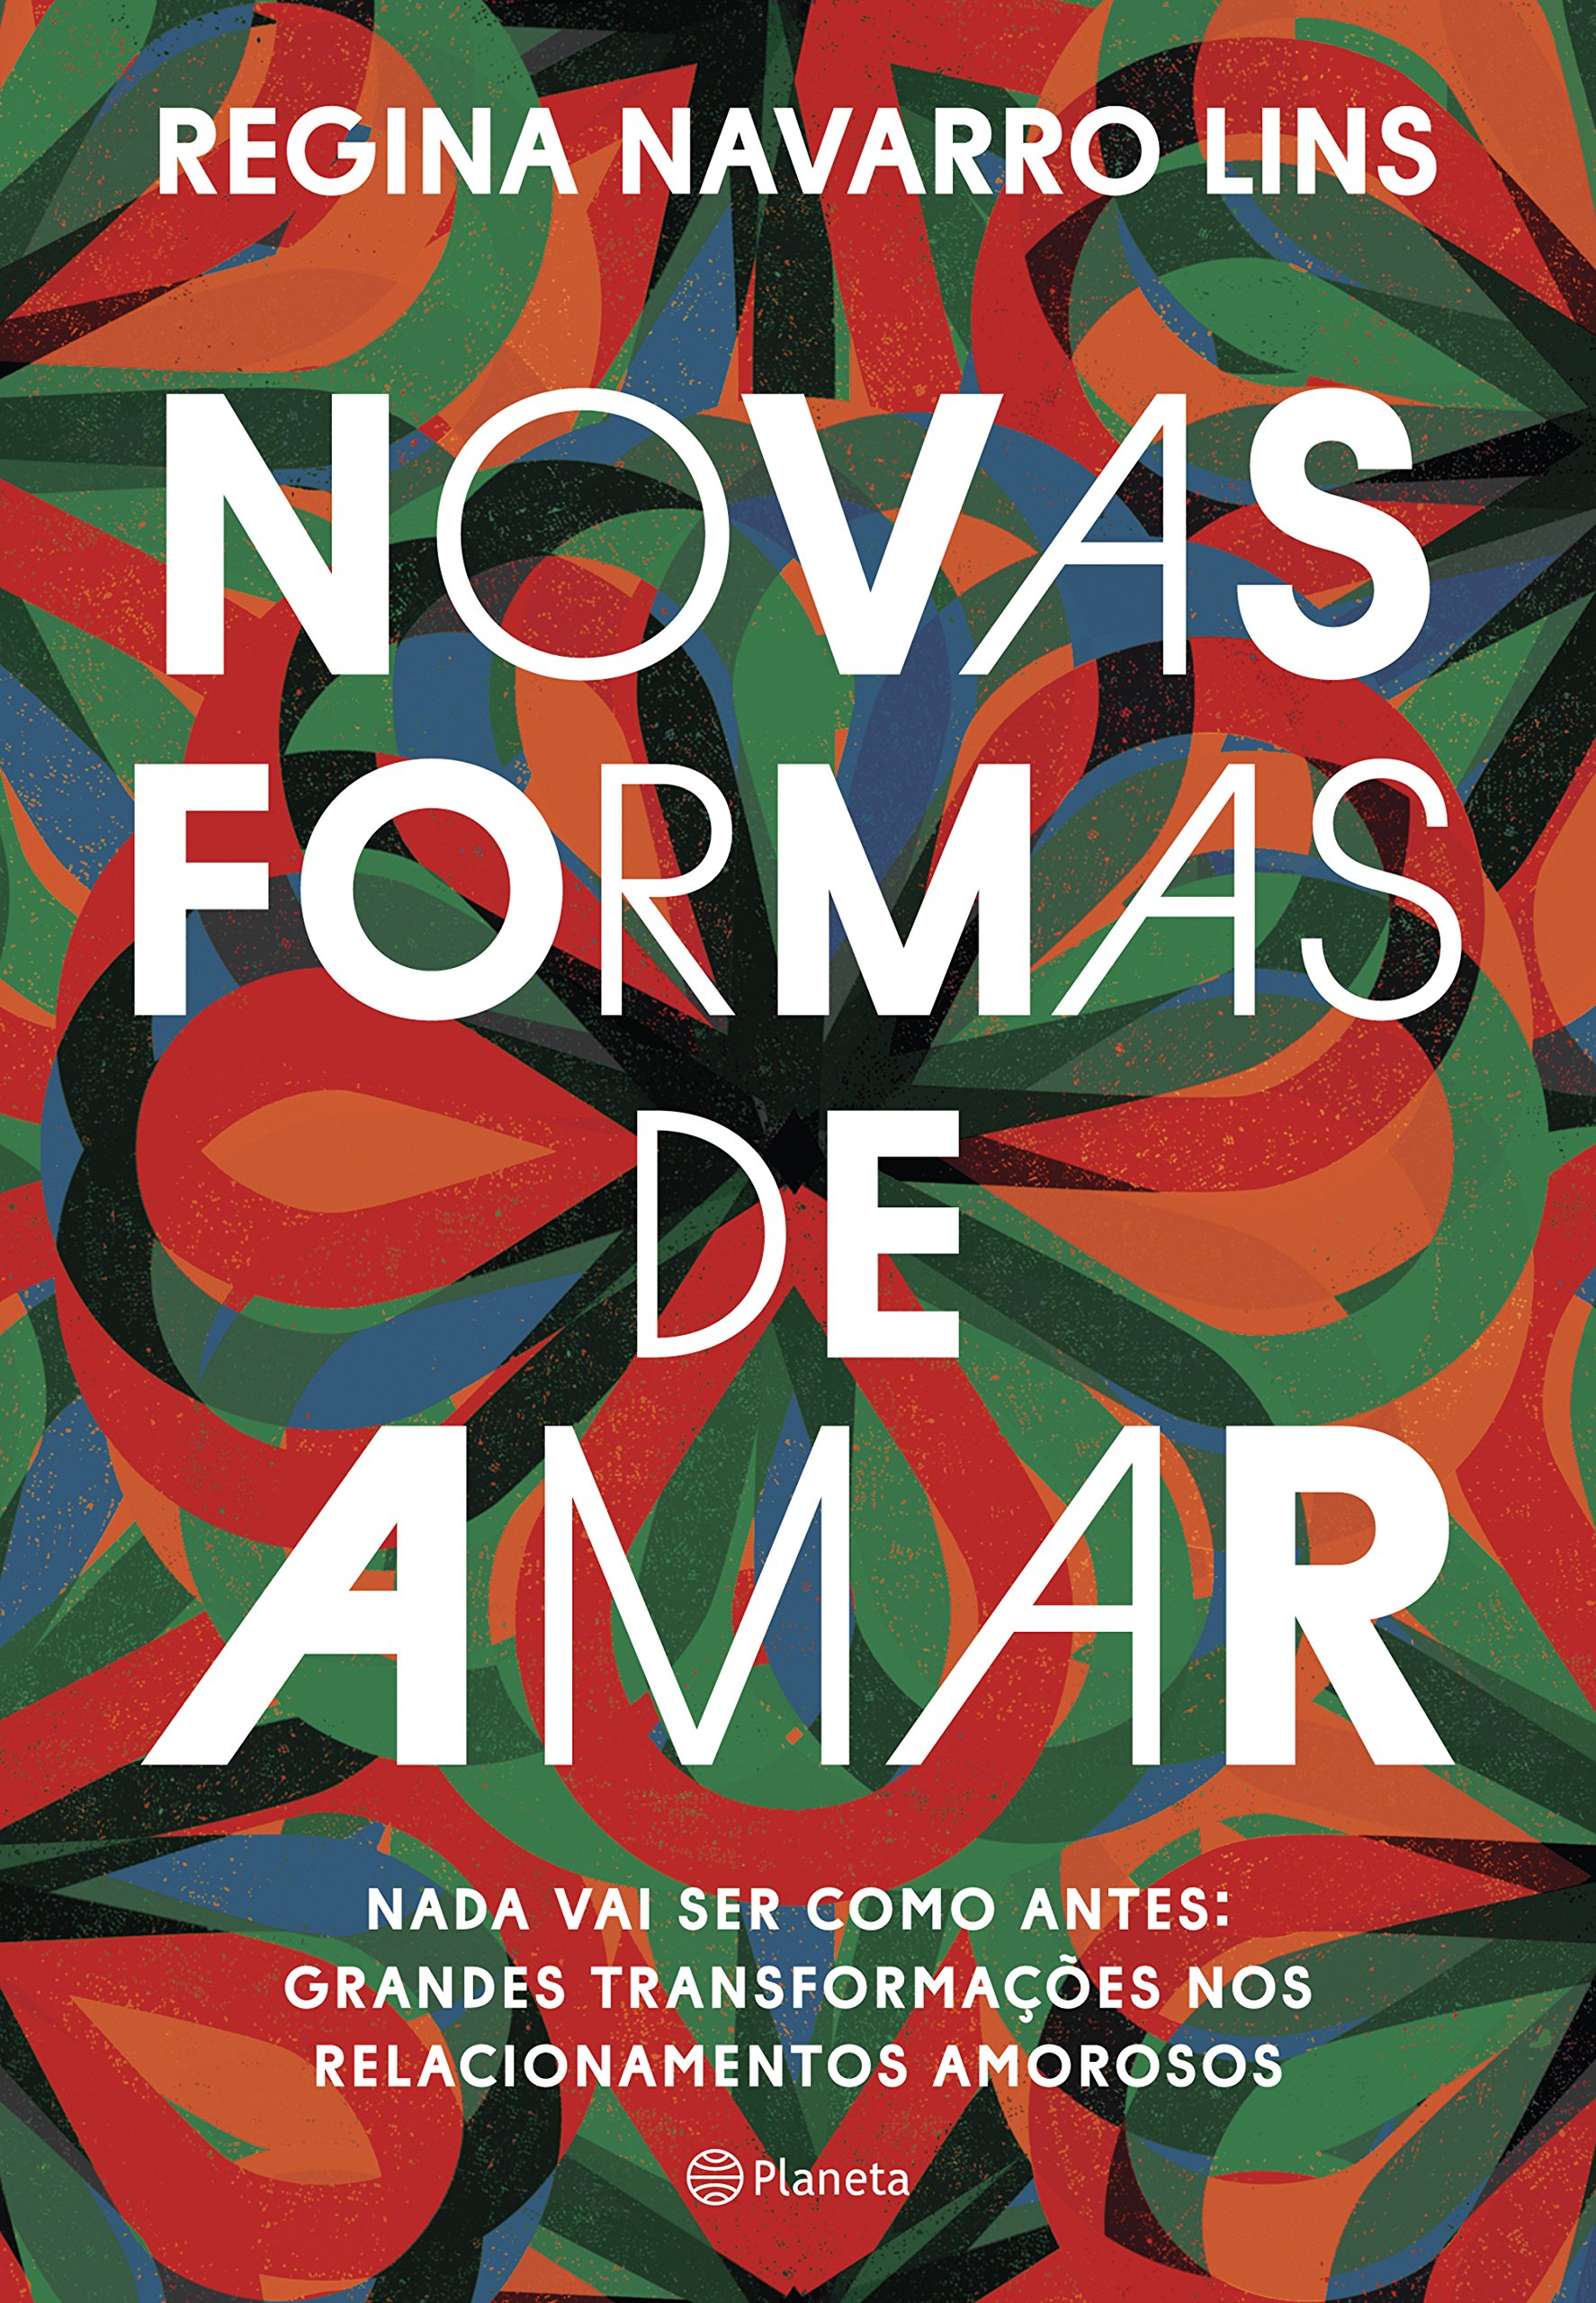 REGINA NAVARRO LINS
NOVAS
FORMAS
DE
AMAR
NADA VAI SER COMO ANTES:
GRANDES TRANSFORMAÇÕES NOS
RELACIONAMENTOS AMOROSOS
Planeta